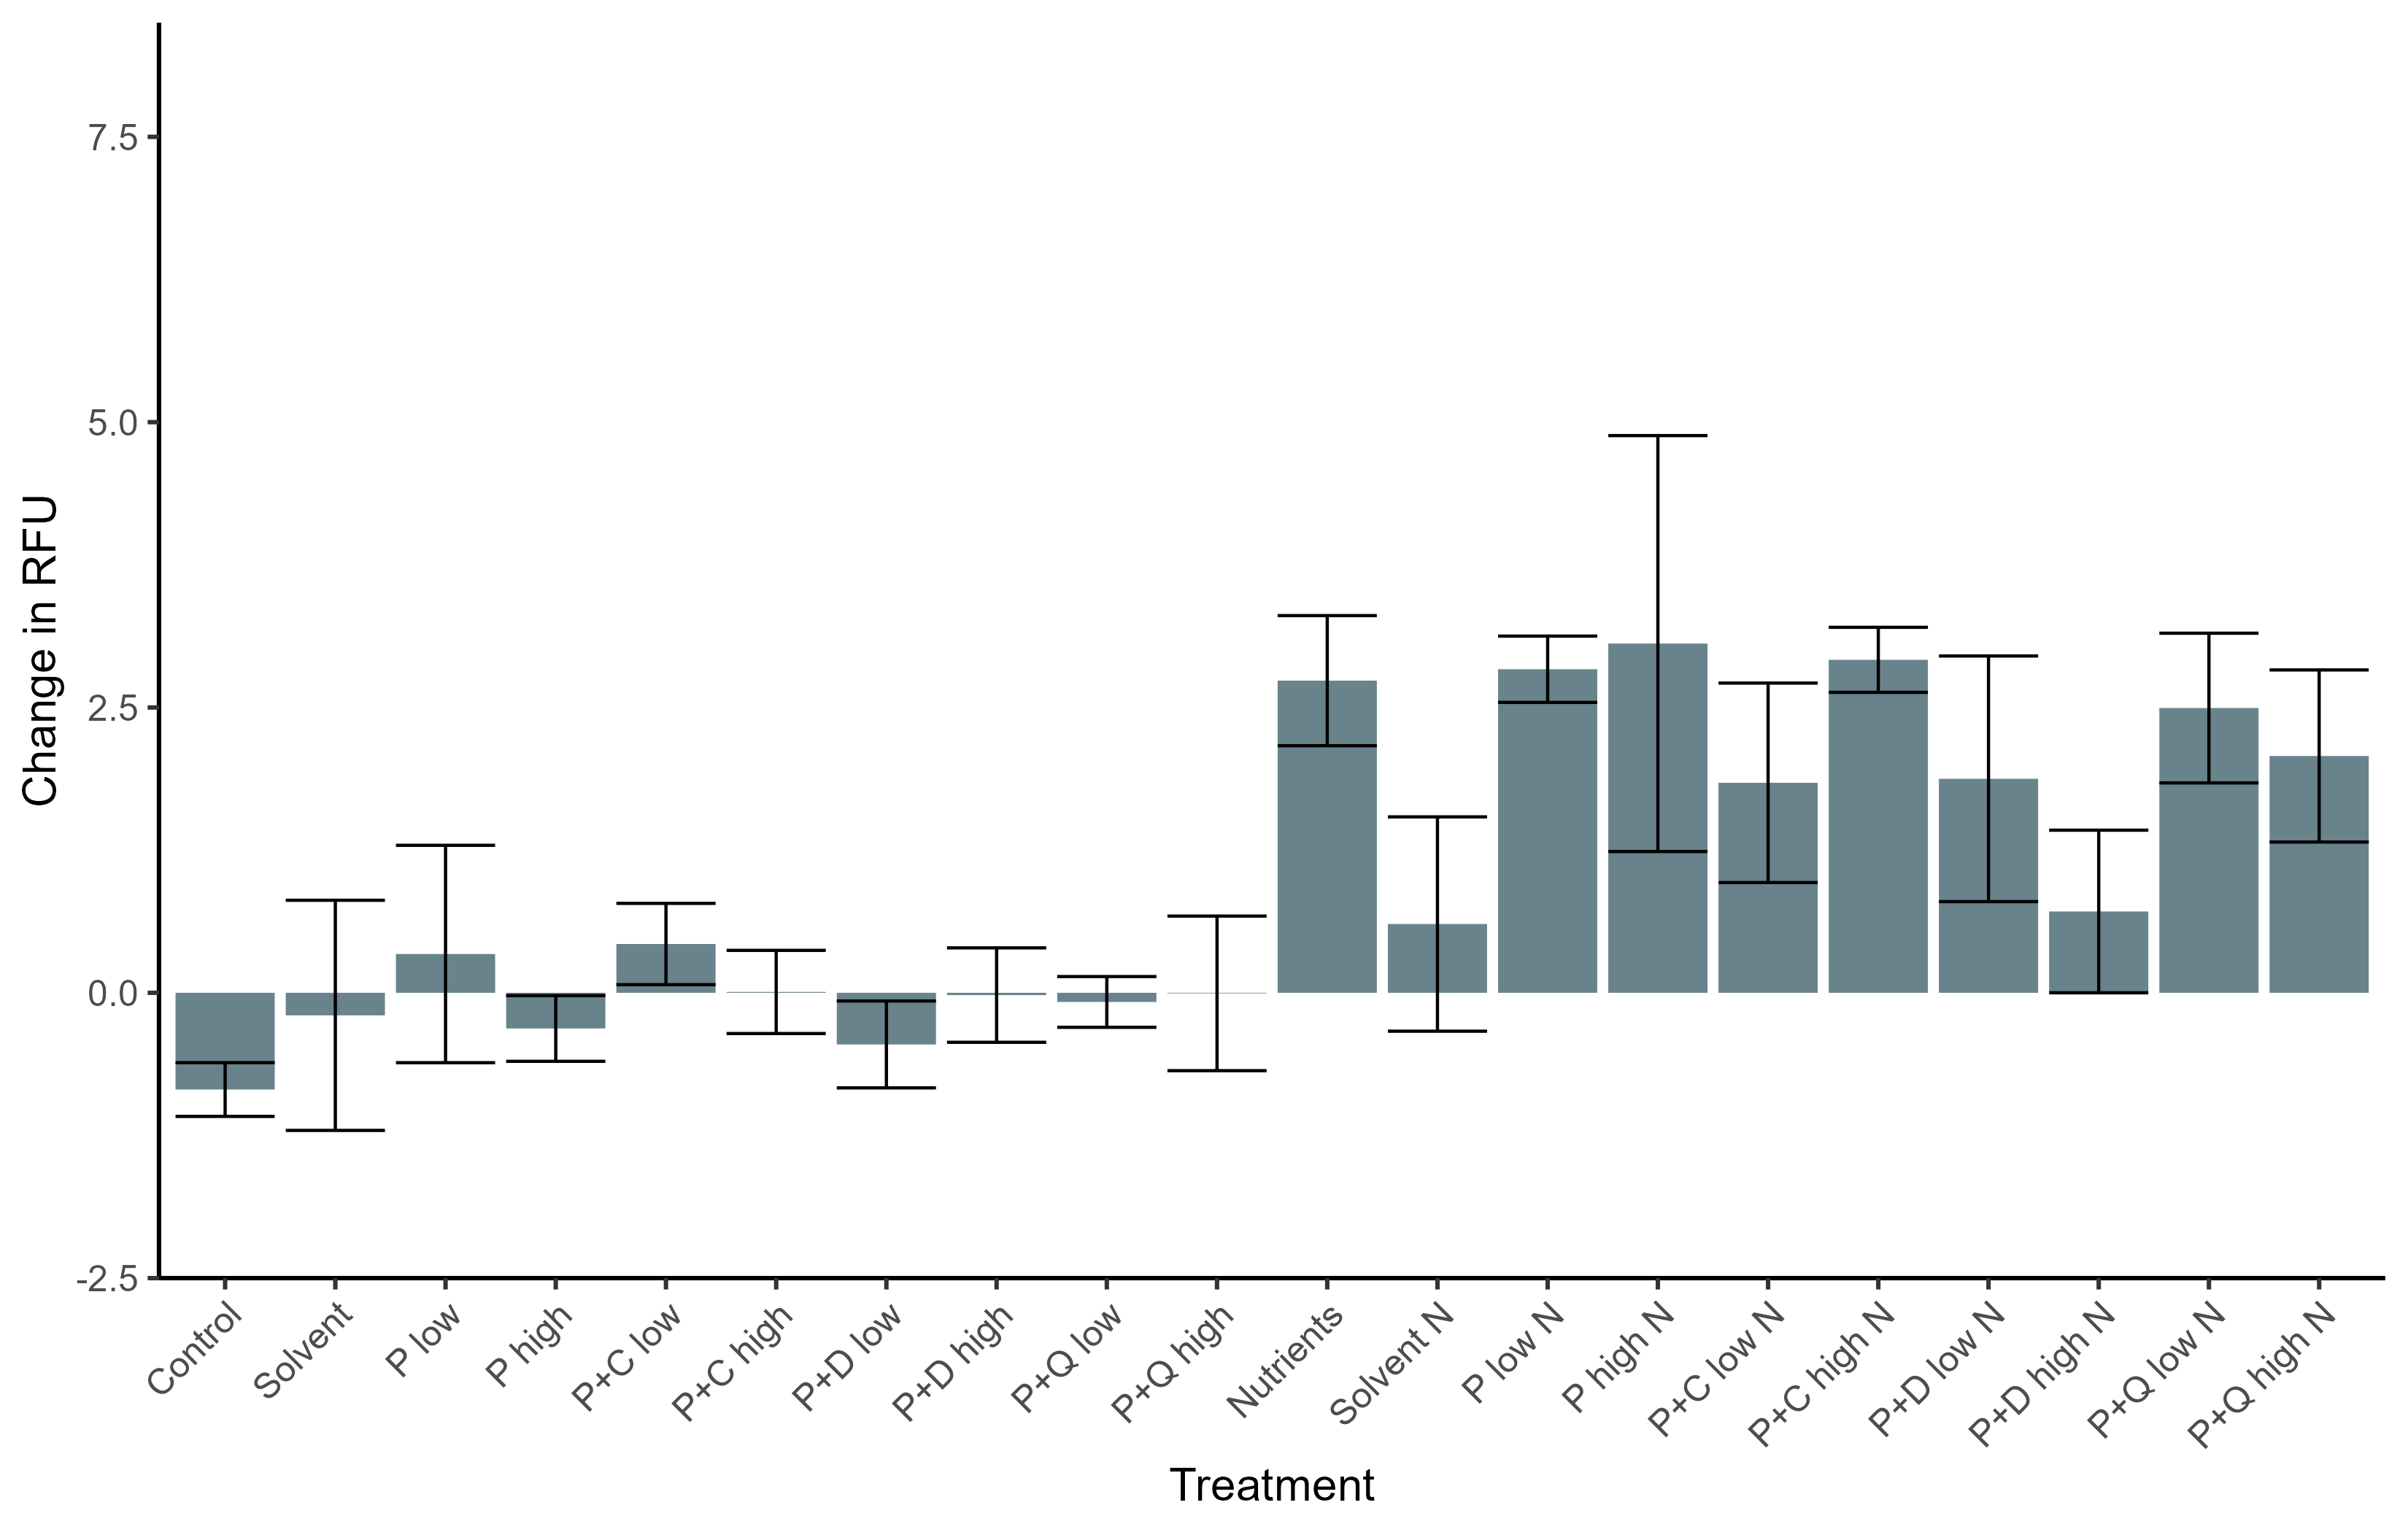 Change in RFU
7.5
5.0
2.5
0.0
-2.5
Control
Solvent
P low
P high
P+C low
P+C high
P+D low
P+D high
P+Q low
P+Q high
Nutrients
Solvent N
P low N
P high N
P+C low N
P+C high N
P+D low N
P+D high N
P+Q low N
P+Q high N
Treatment